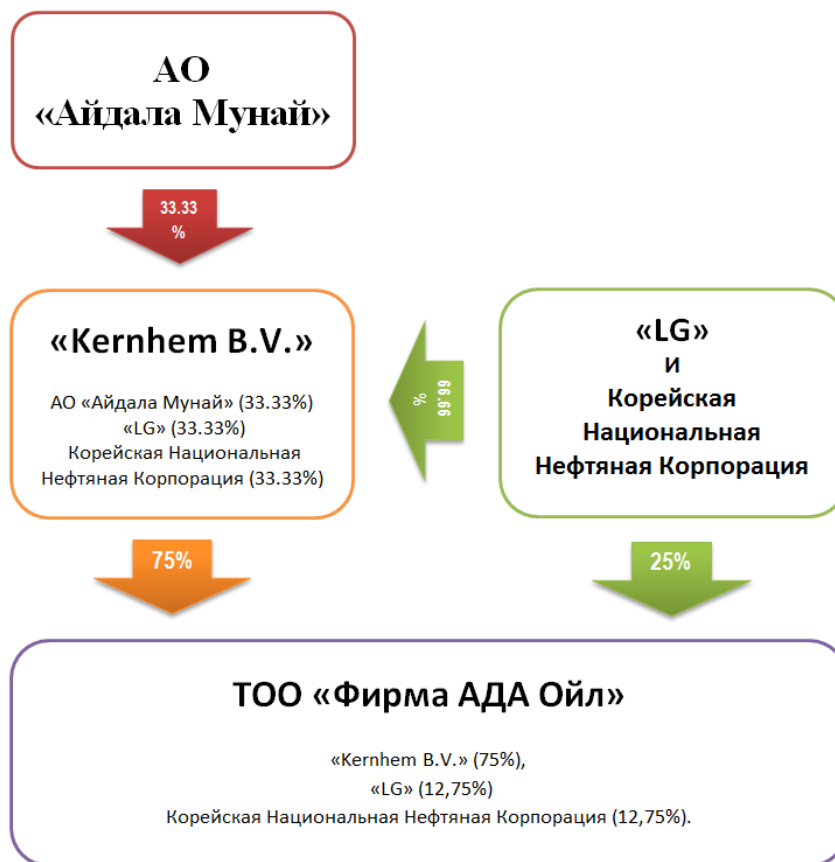 АО
«Айдала Мунай»
33.33
%
«Kernhem B.V.»
АО «Айдала Мунай» (33.33%)
«LG» (33.33%)
Корейская Национальная
Нефтяная Корпорация (33.33%)
66.66
%
«LG»
И
Корейская
Национальная
Нефтяная Корпорация
75%
25%
ТОО «Фирма АДА Ойл»
«Kernhem B.V.» (75%),
«LG» (12,75%)
Корейская Национальная Нефтяная Корпорация (12,75%).